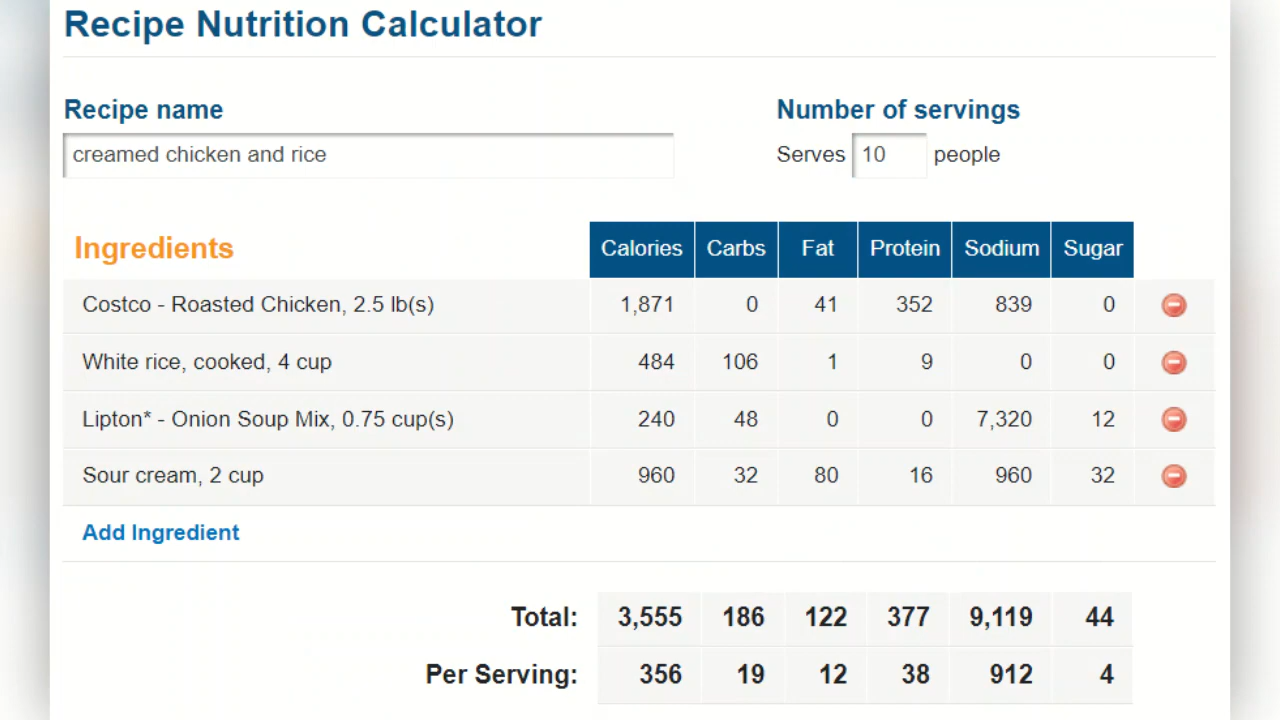 Recipe Nutrition Calculator
Recipe name Number of servings
creamed chicken and rice Serves 10 people
Ingredients Calories Carbs Fat Protein Sodium Sugar
Costco - Roasted Chicken, 2.5 lb(s) 1,871 0 41 352 839 0
White rice, cooked, 4 cup 484 106 1 9 0 0
Lipton* - Onion Soup Mix, 0.75 cup(s) 240 48 0 0 7,320 12
Sour cream, 2 cup 960 32 80 16 960 32
Add Ingredient
Total: 3,555 186 122 377 9,119 44
Per Serving: 356 19 12 38 912 4